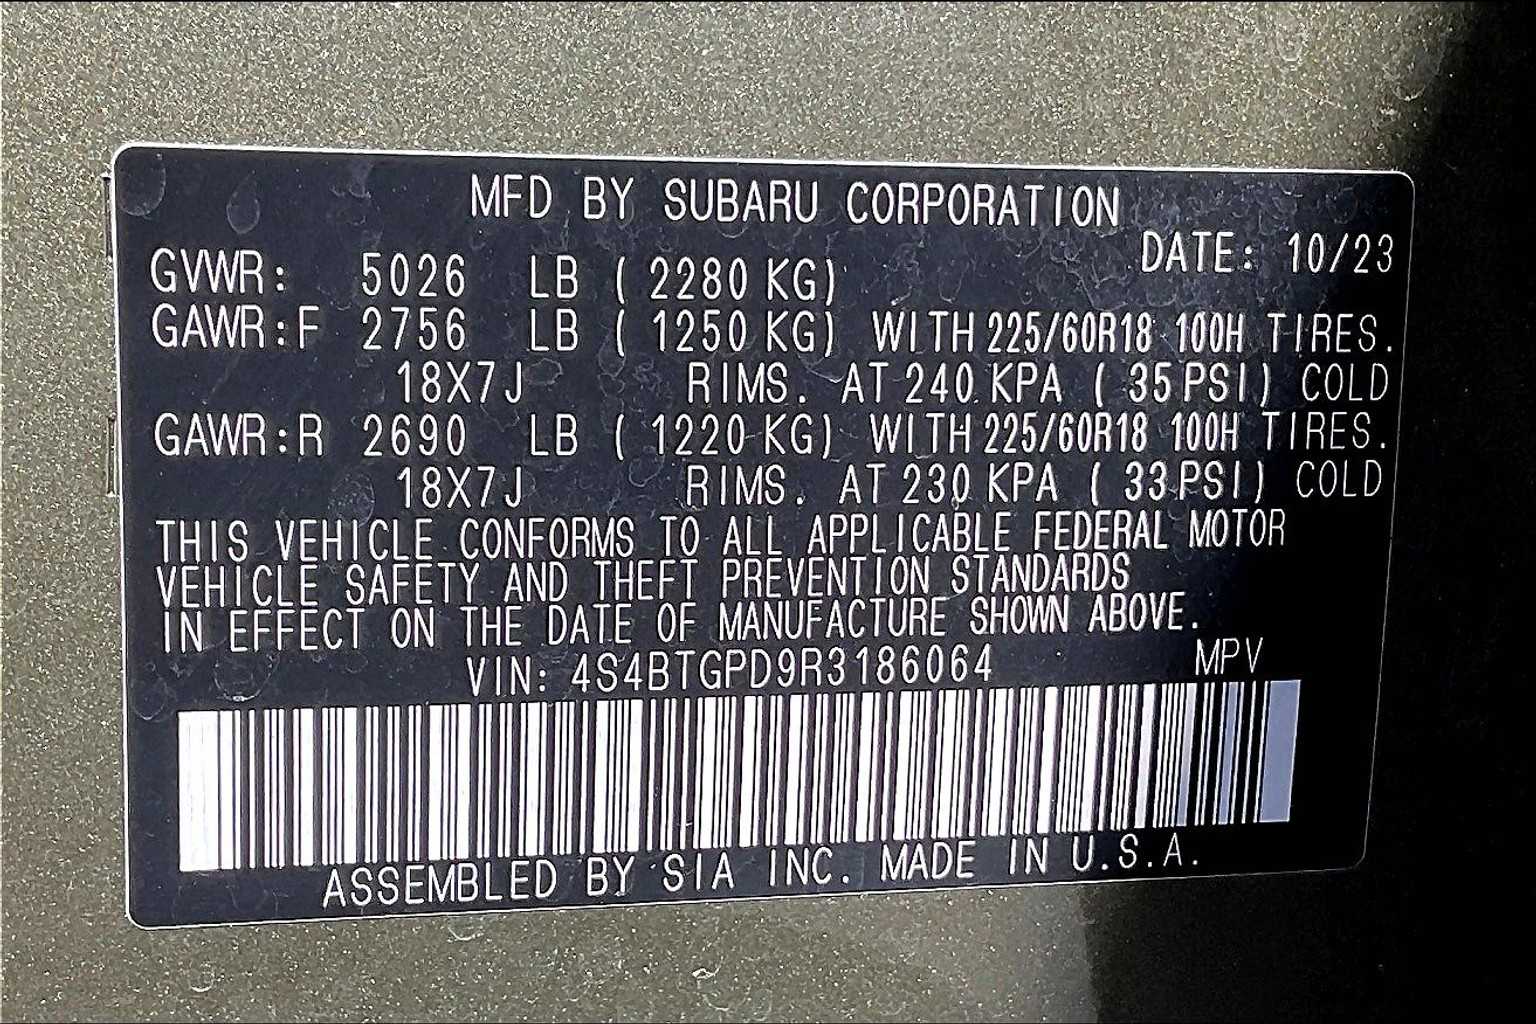 MFD BY SUBARU CORPORATION
DATE: 10/23
GVWR: 5026 LB ( 2280 KG)
GAWR:F 2756 LB ( 1250 KG) WITH 225/60R18 100H TIRES.
18X7J RIMS. AT 240 KPA ( 35 PSI) COLD
GAWR:R 2690 LB ( 1220 KG) WITH 225/60R18 100H TIRES.
18X7J RIMS. AT 230 KPA ( 33 PSI) COLD
THIS VEHICLE CONFORMS TO ALL APPLICABLE FEDERAL MOTOR
VEHICLE SAFETY AND THEFT PREVENTION STANDARDS
IN EFFECT ON THE DATE OF MANUFACTURE SHOWN ABOVE.
VIN: 4S4BTGPD9R3186064 MPV
ASSEMBLED BY SIA INC. MADE IN U.S.A.